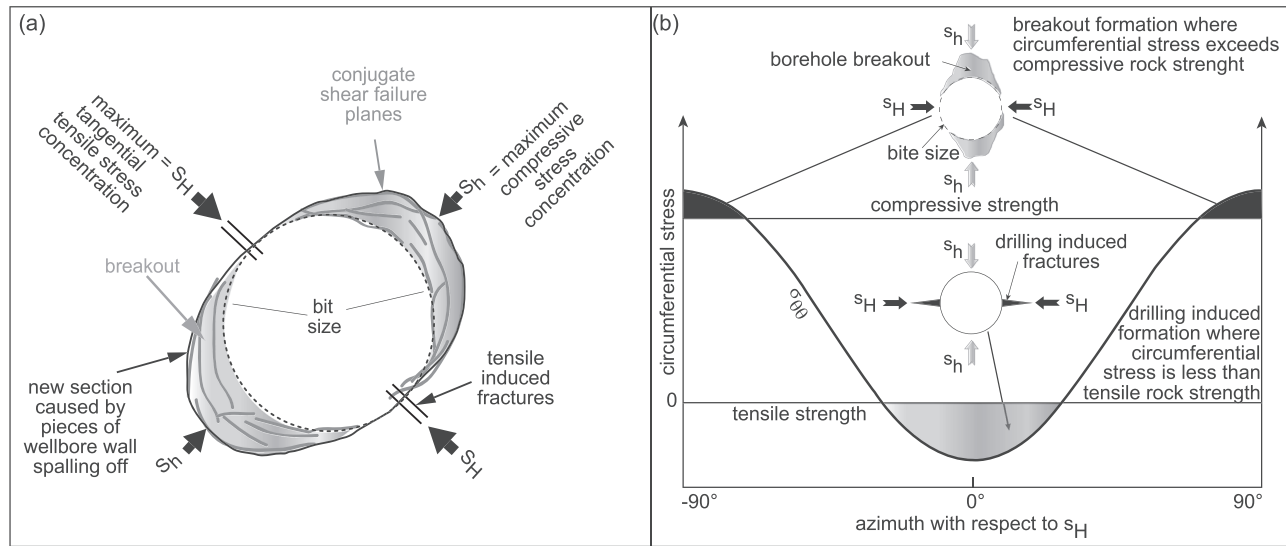 (a)
maximum = SH
tangential
tensile stress
concentration
conjugate
shear failure
planes
Sh = maximum
compressive
stress
concentration
breakout
bit
size
new section
caused by
pieces of
wellbore wall
spalling off
Sh
tensile
induced
fractures
SH
(b)
sh
borehole breakout
sH
sH
bite size
sh
breakout formation where
circumferential stress exceeds
compressive rock strenght
compressive strength
circumferential stress
σθθ
sh
drilling induced
fractures
sH
sH
sh
drilling induced
formation where
circumferential
stress is less than
tensile rock strength
0
tensile strength
-90°
0°
90°
azimuth with respect to sH